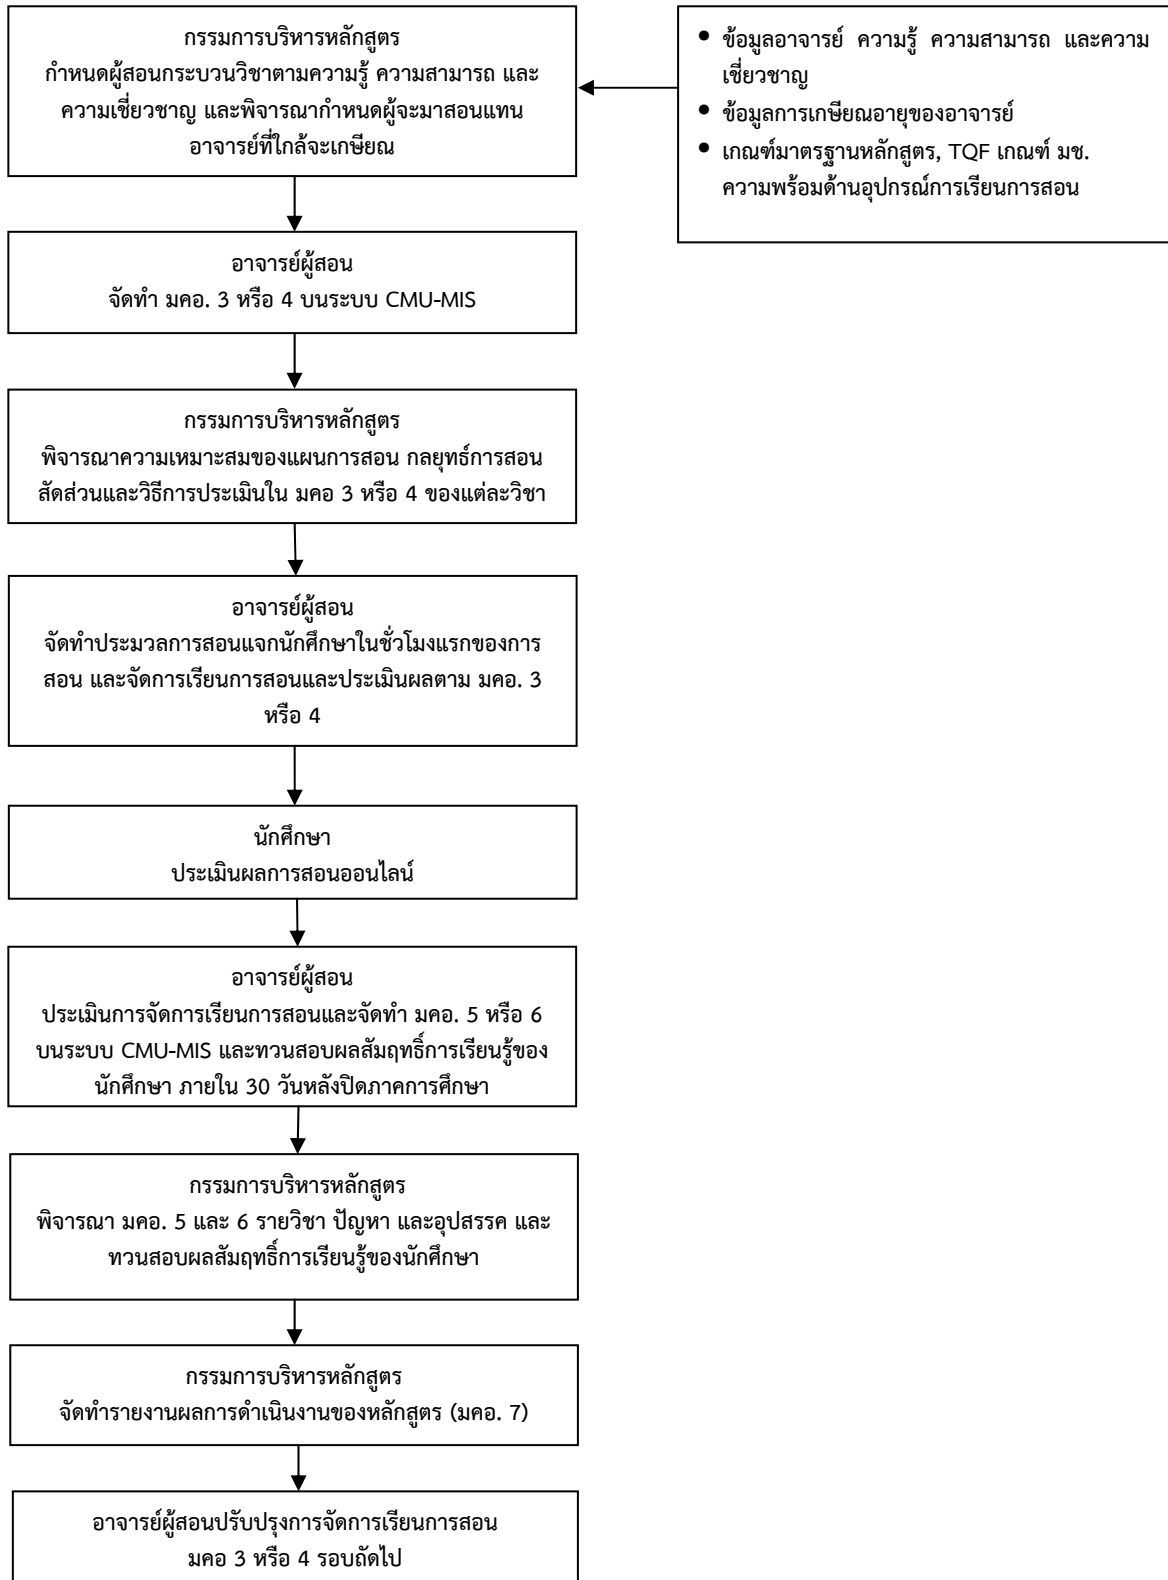 กรรมการบริหารหลักสูตร
กำหนดผู้สอนกระบวนวิชาตามความรู้ ความสามารถ และ
ความเชี่ยวชาญ และพิจารณากำหนดผู้จะมาสอนแทน
อาจารย์ที่ใกล้จะเกษียณ
• ข้อมูลอาจารย์ ความรู้ ความสามารถ และความ
เชี่ยวชาญ
• ข้อมูลการเกษียณอายุของอาจารย์
• เกณฑ์มาตรฐานหลักสูตร, TQF เกณฑ์ มช.
ความพร้อมด้านอุปกรณ์การเรียนการสอน
อาจารย์ผู้สอน
จัดทำ มคอ. 3 หรือ 4 บนระบบ CMU-MIS
กรรมการบริหารหลักสูตร
พิจารณาความเหมาะสมของแผนการสอน กลยุทธ์การสอน
สัดส่วนและวิธีการประเมินใน มคอ 3 หรือ 4 ของแต่ละวิชา
อาจารย์ผู้สอน
จัดทำประมวลการสอนแจกนักศึกษาในชั่วโมงแรกของการ
สอน และจัดการเรียนการสอนและประเมินผลตาม มคอ. 3
หรือ 4
นักศึกษา
ประเมินผลการสอนออนไลน์
อาจารย์ผู้สอน
ประเมินการจัดการเรียนการสอนและจัดทำ มคอ. 5 หรือ 6
บนระบบ CMU-MIS และทวนสอบผลสัมฤทธิ์การเรียนรู้ของ
นักศึกษา ภายใน 30 วันหลังปิดภาคการศึกษา
กรรมการบริหารหลักสูตร
พิจารณา มคอ. 5 และ 6 รายวิชา ปัญหา และอุปสรรค และ
ทวนสอบผลสัมฤทธิ์การเรียนรู้ของนักศึกษา
กรรมการบริหารหลักสูตร
จัดทำรายงานผลการดำเนินงานของหลักสูตร (มคอ. 7)
อาจารย์ผู้สอนปรับปรุงการจัดการเรียนการสอน
มคอ 3 หรือ 4 รอบถัดไป